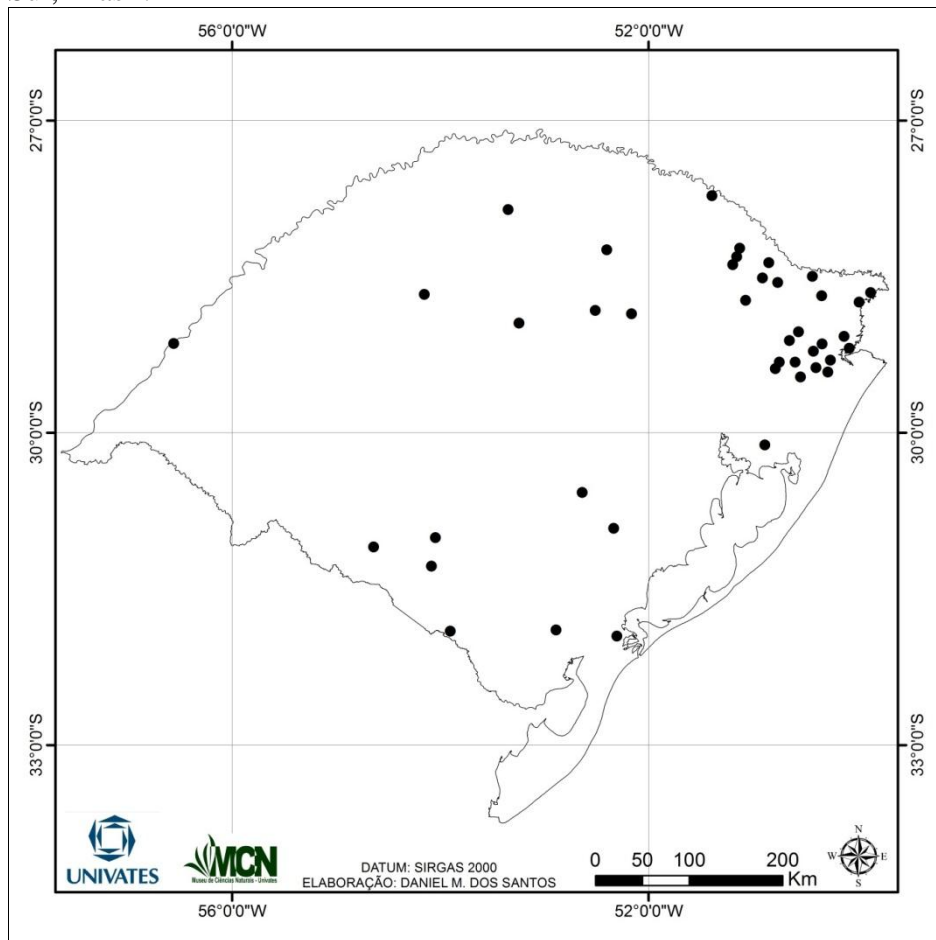 56°0'0"W 52°0'0"W
27°0'0"S 27°0'0"S
30°0'0"S 30°0'0"S
33°0'0"S 33°0'0"S
UNIVATES
MCN
Museu de Ciências Naturais - Univates
DATUM: SIRGAS 2000
ELABORAÇÃO: DANIEL M. DOS SANTOS
0 50 100 200
Km
N
W E
S
56°0'0"W 52°0'0"W